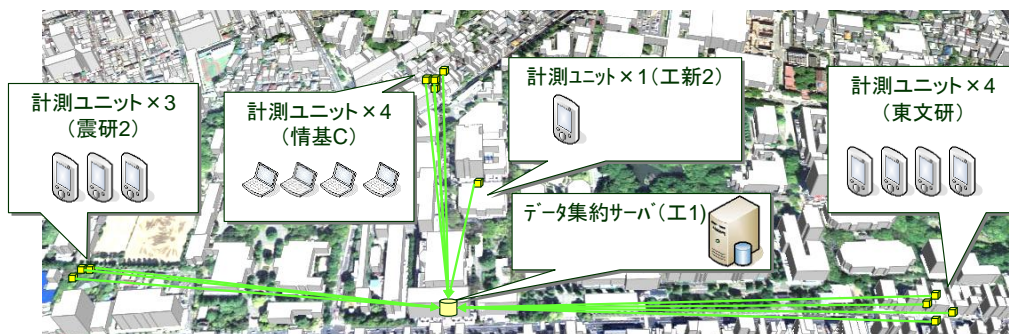 計測ユニット×3
(震研2)
計測ユニット×4
(情基C)
計測ユニット×1(工新2)
データ集約サーバ(工1)
計測ユニット×4
(東文研)